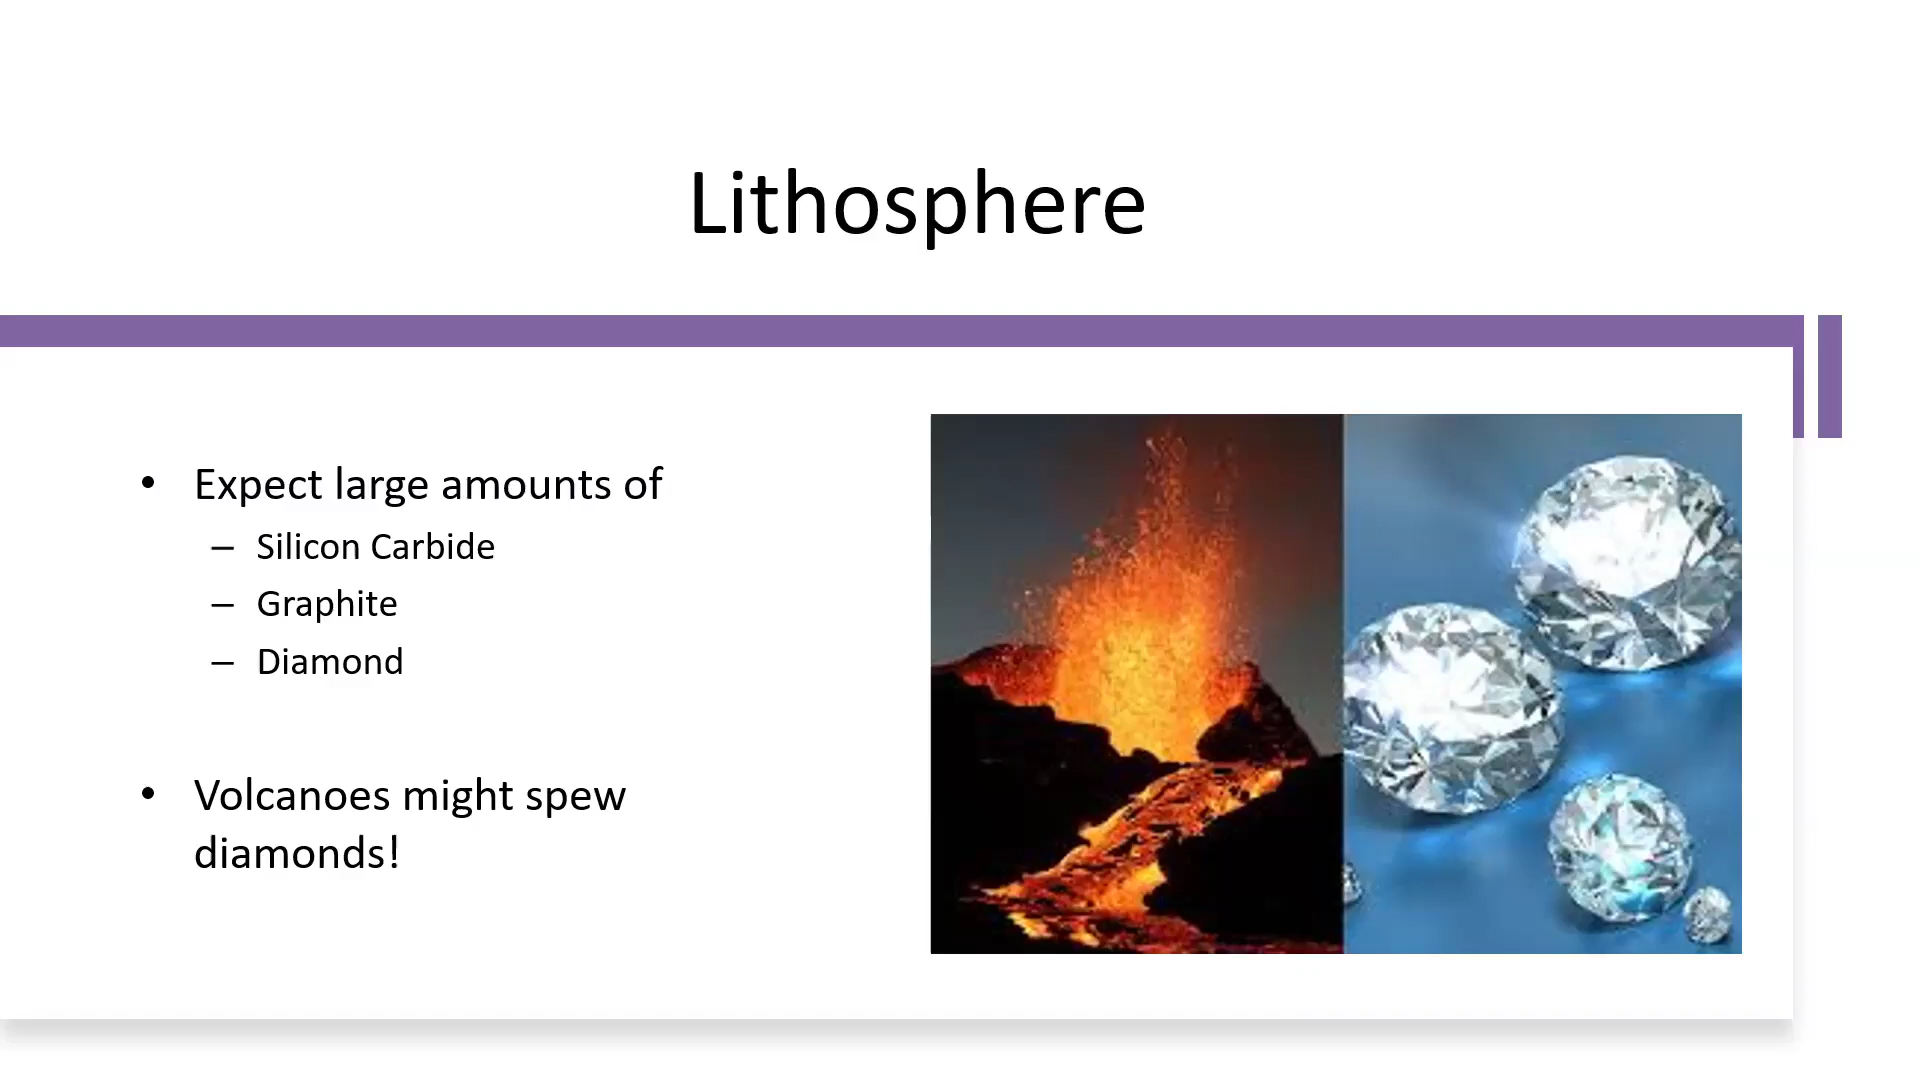 Lithosphere
• Expect large amounts of
– Silicon Carbide
– Graphite
– Diamond
• Volcanoes might spew
diamonds!